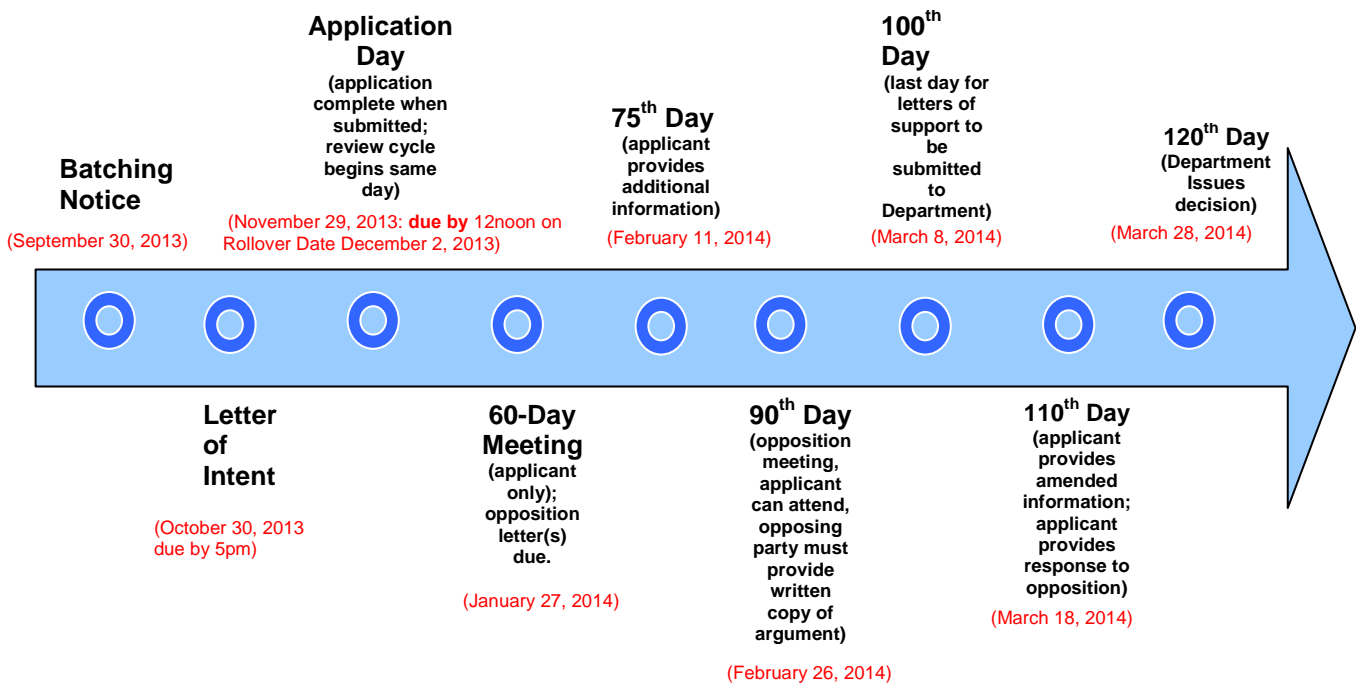 Batching
Notice
(September 30, 2013)
Letter
of
Intent
(October 30, 2013
due by 5pm)
Application
Day
(application
complete when
submitted;
review cycle
begins same
day)
(November 29, 2013: due by 12noon on
Rollover Date December 2, 2013)
60-Day
Meeting
(applicant
only);
opposition
letter(s)
due.
(January 27, 2014)
75th Day
(applicant
provides
additional
information)
(February 11, 2014)
90th Day
(opposition
meeting,
applicant
can attend,
opposing
party must
provide
written
copy of
argument)
(February 26, 2014)
100th
Day
(last day for
letters of
support to
be
submitted
to
Department)
(March 8, 2014)
110th Day
(applicant
provides
amended
information;
applicant
provides
response to
opposition)
(March 18, 2014)
120th Day
(Department
Issues
decision)
(March 28, 2014)